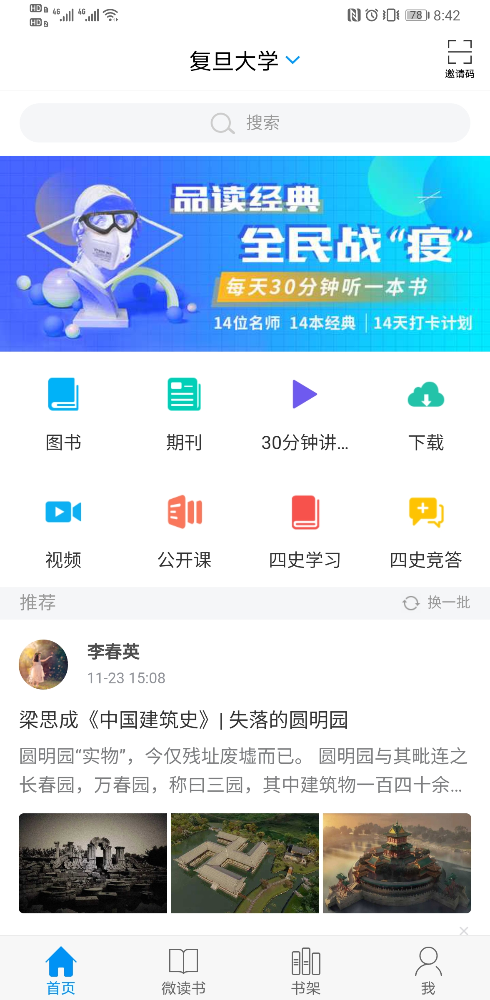 HD 1 4G 4G
HD 2
78 8:42
复旦大学
邀请码
搜索
品读经典
全民战“疫”
每天30分钟听一本书
14位名师 14本经典 | 14天打卡计划
图书 期刊 30分钟讲... 下载
视频 公开课 四史学习 四史竞答
推荐 换一批
李春英
11-23 15:08
梁思成《中国建筑史》| 失落的圆明园
圆明园“实物”，今仅残址废墟而已。 圆明园与其毗连之
长春园，万春园，称曰三园，其中建筑物一百四十余...
首页 微读书 书架 我